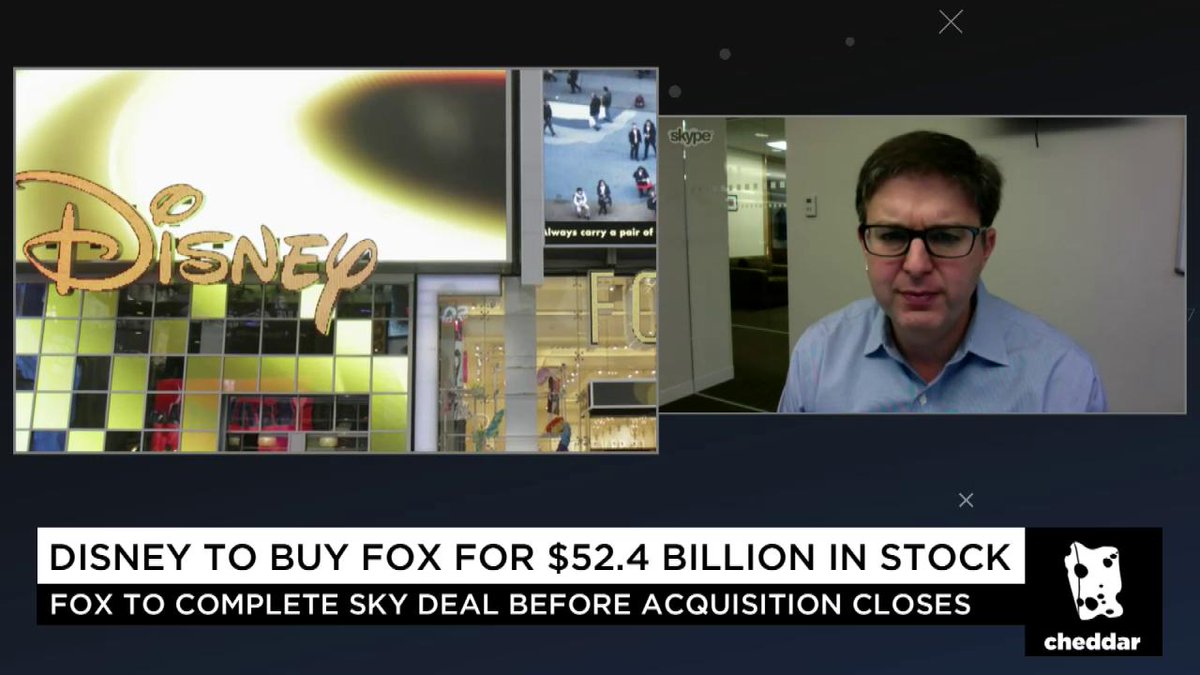 Disney
Always carry a pair of
FO
skype
DISNEY TO BUY FOX FOR $52.4 BILLION IN STOCK
FOX TO COMPLETE SKY DEAL BEFORE ACQUISITION CLOSES
cheddar